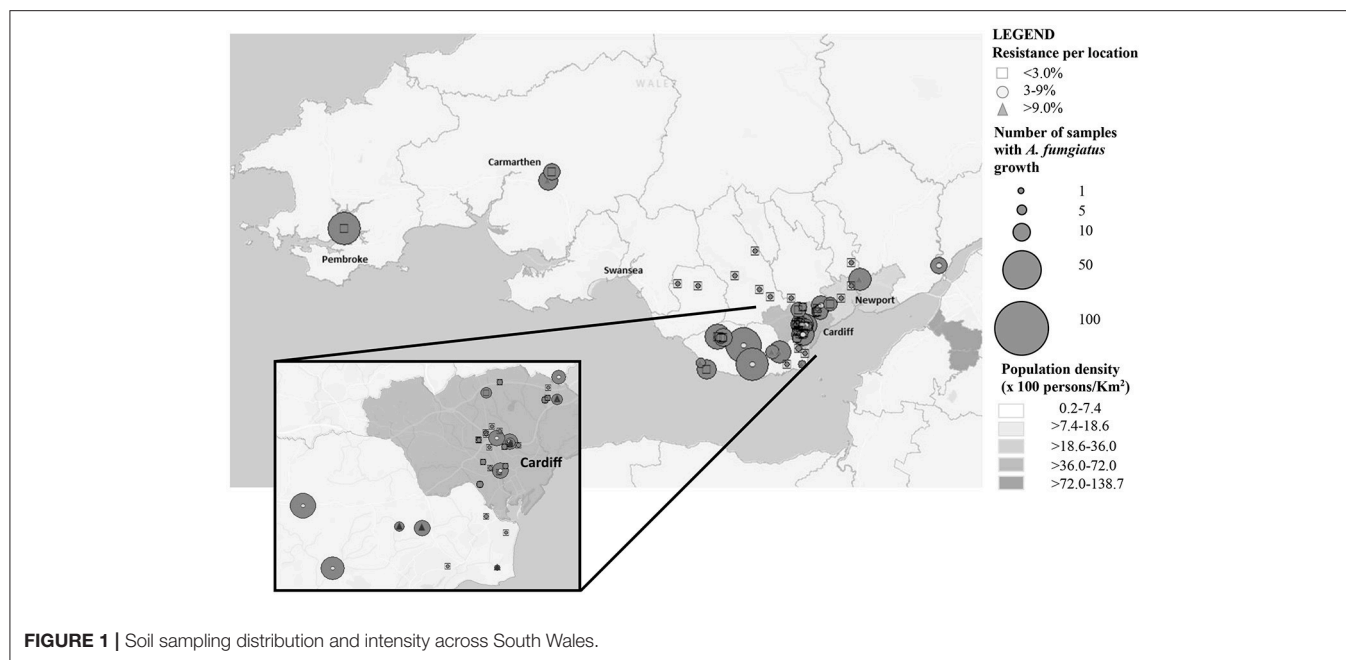 WALES
Carmarthen
Pembroke
Swansea
Newport
Cardiff
Cardiff
LEGEND
Resistance per location
<3.0%
3-9%
>9.0%
Number of samples
with A. fumgiatus
growth
1
5
10
50
100
Population density
(x 100 persons/Km²)
0.2-7.4
>7.4-18.6
>18.6-36.0
>36.0-72.0
>72.0-138.7
FIGURE 1 | Soil sampling distribution and intensity across South Wales.